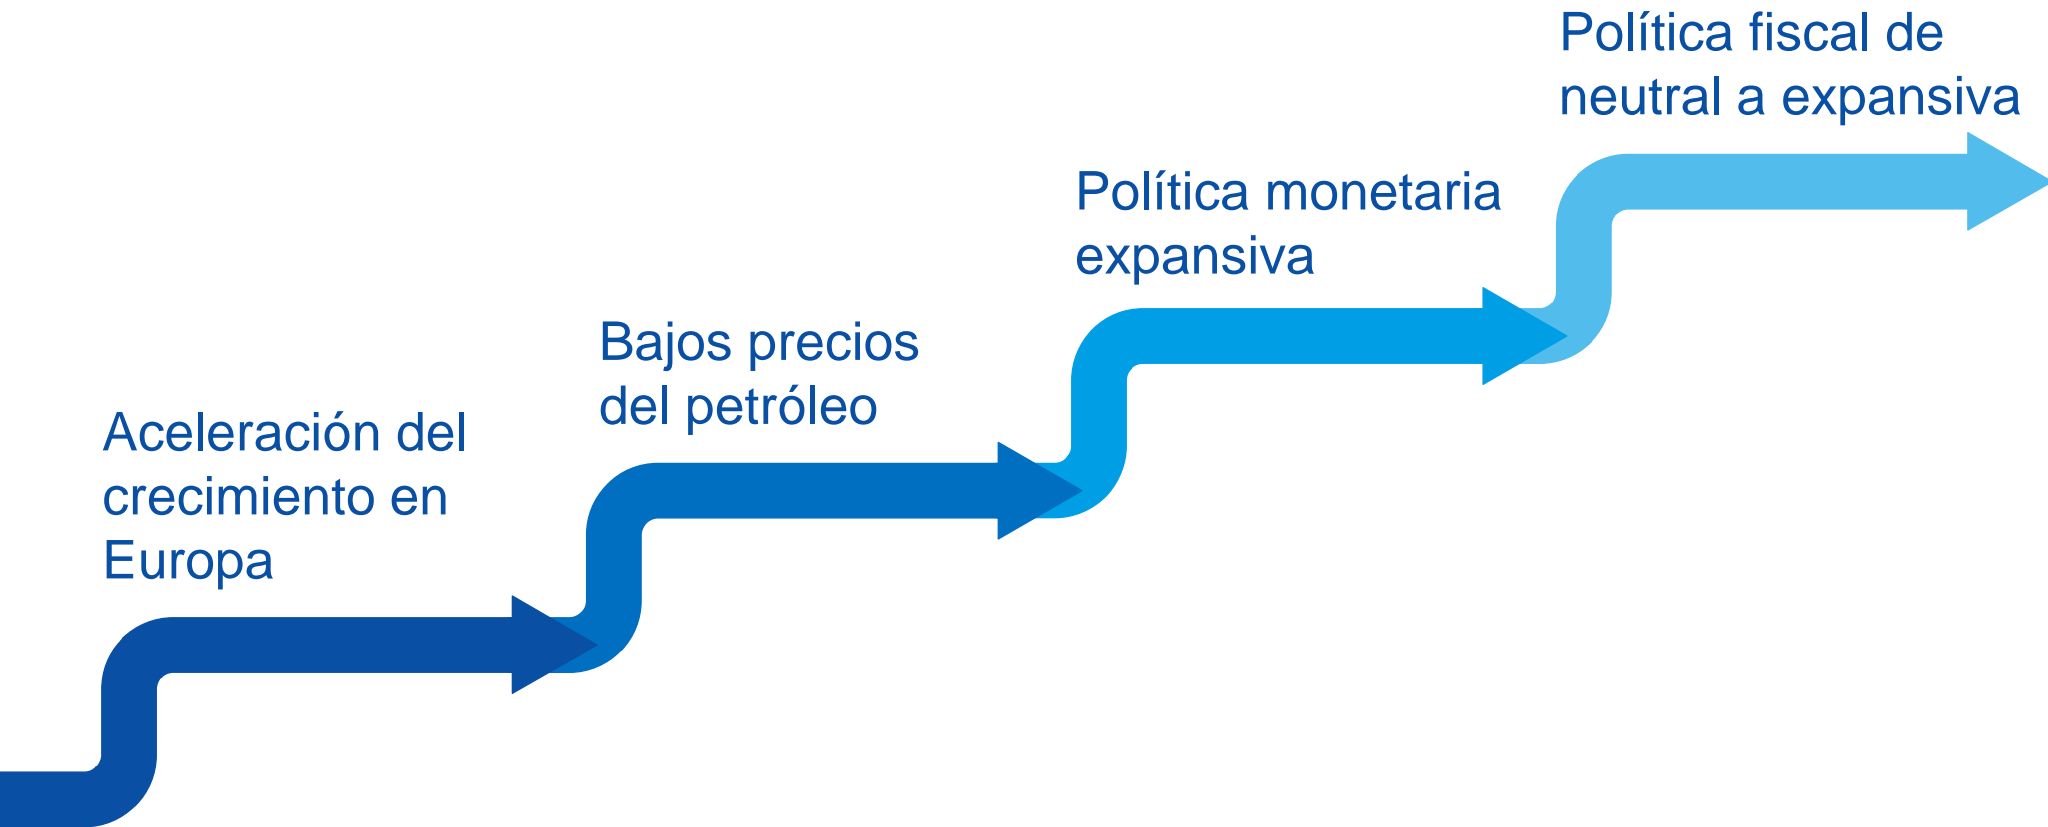 Política fiscal de
neutral a expansiva
Política monetaria
expansiva
Bajos precios
del petróleo
Aceleración del
crecimiento en
Europa